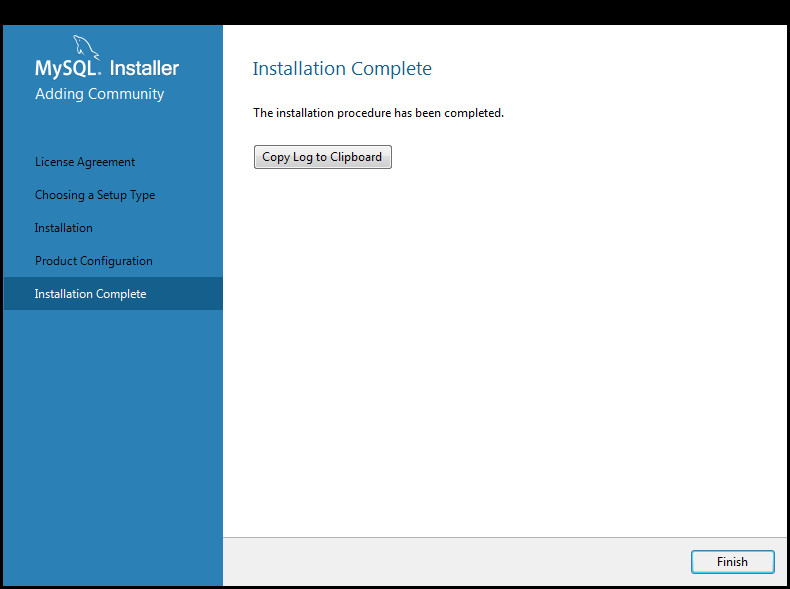 MySQL. Installer
Adding Community
License Agreement
Choosing a Setup Type
Installation
Product Configuration
Installation Complete
Installation Complete
The installation procedure has been completed.
Copy Log to Clipboard
Finish